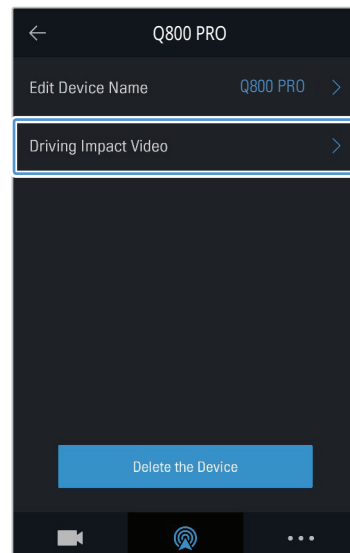 Q800 PRO
Edit Device Name Q800 PRO
Driving Impact Video
Delete the Device